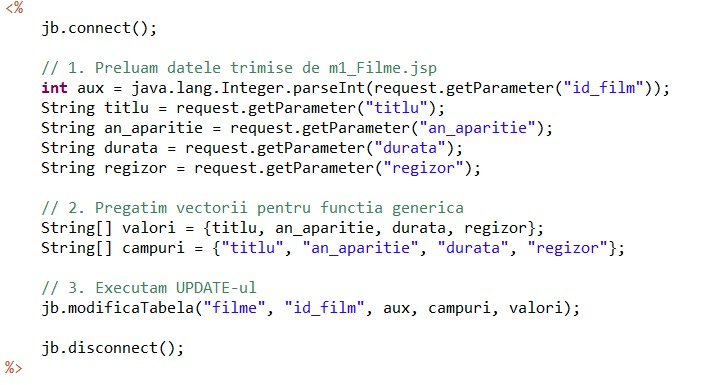 <%
jb.connect();
// 1. Preluam datele trimise de m1_Filme.jsp
int aux = java.lang.Integer.parseInt(request.getParameter("id_film"));
String titlu = request.getParameter("titlu");
String an_aparitie = request.getParameter("an_aparitie");
String durata = request.getParameter("durata");
String regizor = request.getParameter("regizor");
// 2. Pregatim vectorii pentru functia generica
String[] valori = {titlu, an_aparitie, durata, regizor};
String[] campuri = {"titlu", "an_aparitie", "durata", "regizor"};
// 3. Executam UPDATE-ul
jb.modificaTabela("filme", "id_film", aux, campuri, valori);
jb.disconnect();
%>